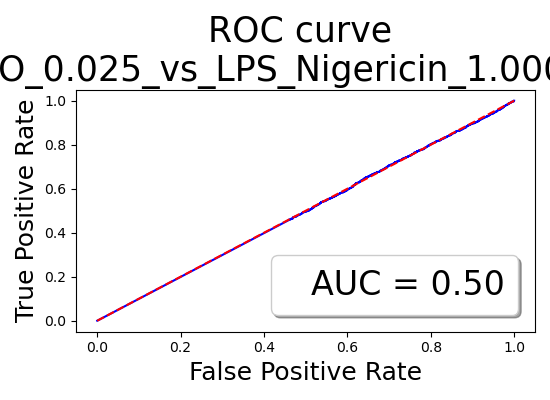 ROC curve
O_0.025_vs_LPS_Nigericin_1.000
True Positive Rate
1.0
0.8
0.6
0.4
0.2
0.0
AUC = 0.50
0.0 0.2 0.4 0.6 0.8 1.0
False Positive Rate